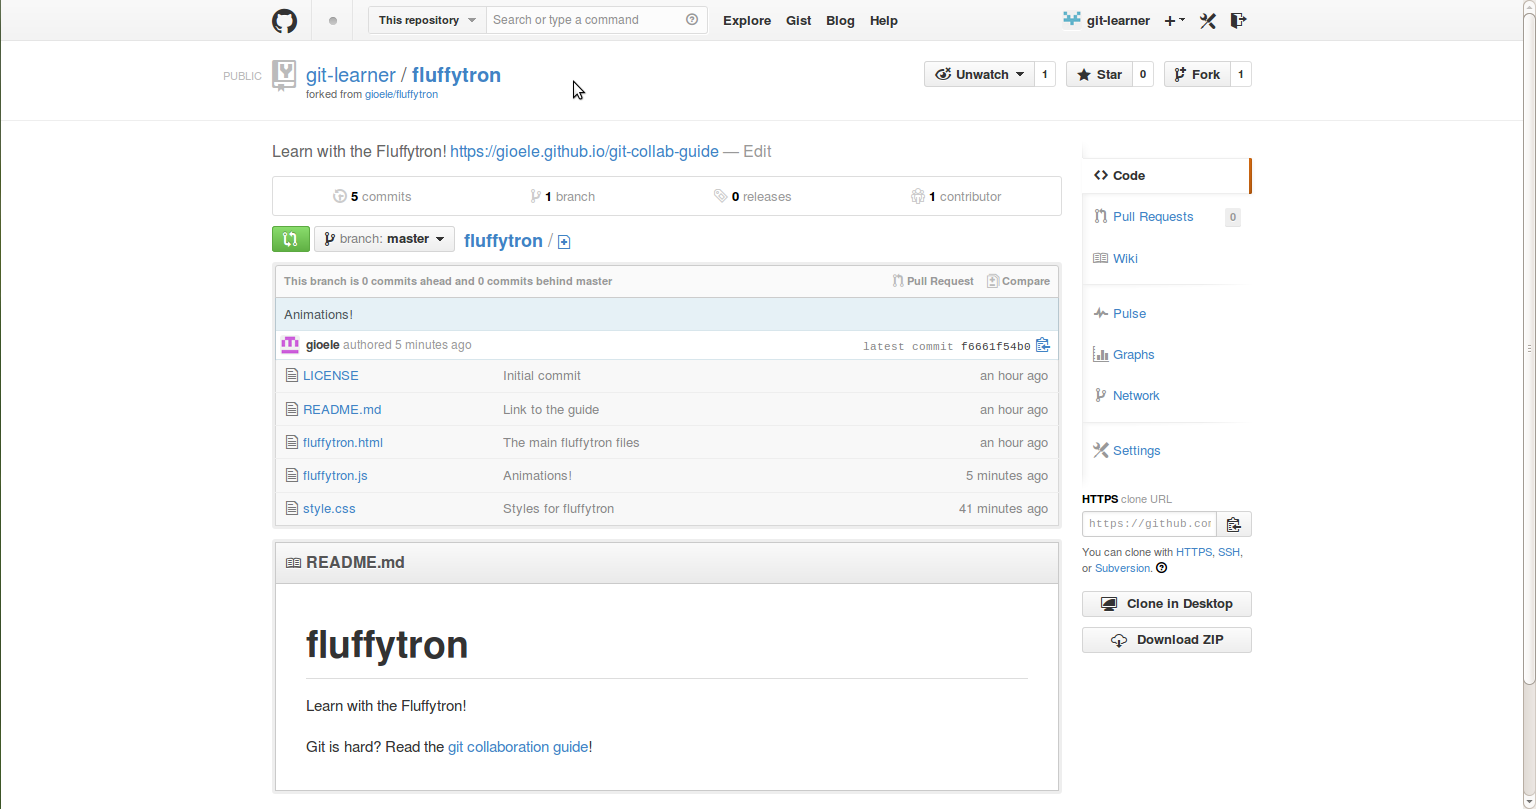 This repository Search or type a command Explore Gist Blog Help git-learner
PUBLIC git-learner / fluffytron
forked from gioele/fluffytron
Unwatch 1 Star 0 Fork 1
Learn with the Fluffytron! https://gioele.github.io/git-collab-guide — Edit
5 commits 1 branch 0 releases 1 contributor
branch: master fluffytron /
This branch is 0 commits ahead and 0 commits behind master Pull Request Compare
Animations!
gioele authored 5 minutes ago latest commit f6661f54b0
LICENSE Initial commit an hour ago
README.md Link to the guide an hour ago
fluffytron.html The main fluffytron files an hour ago
fluffytron.js Animations! 5 minutes ago
style.css Styles for fluffytron 41 minutes ago
README.md
fluffytron
Learn with the Fluffytron!
Git is hard? Read the git collaboration guide!
Code
Pull Requests 0
Wiki
Pulse
Graphs
Network
Settings
HTTPS clone URL
https://github.com
You can clone with HTTPS, SSH,
or Subversion.
Clone in Desktop
Download ZIP